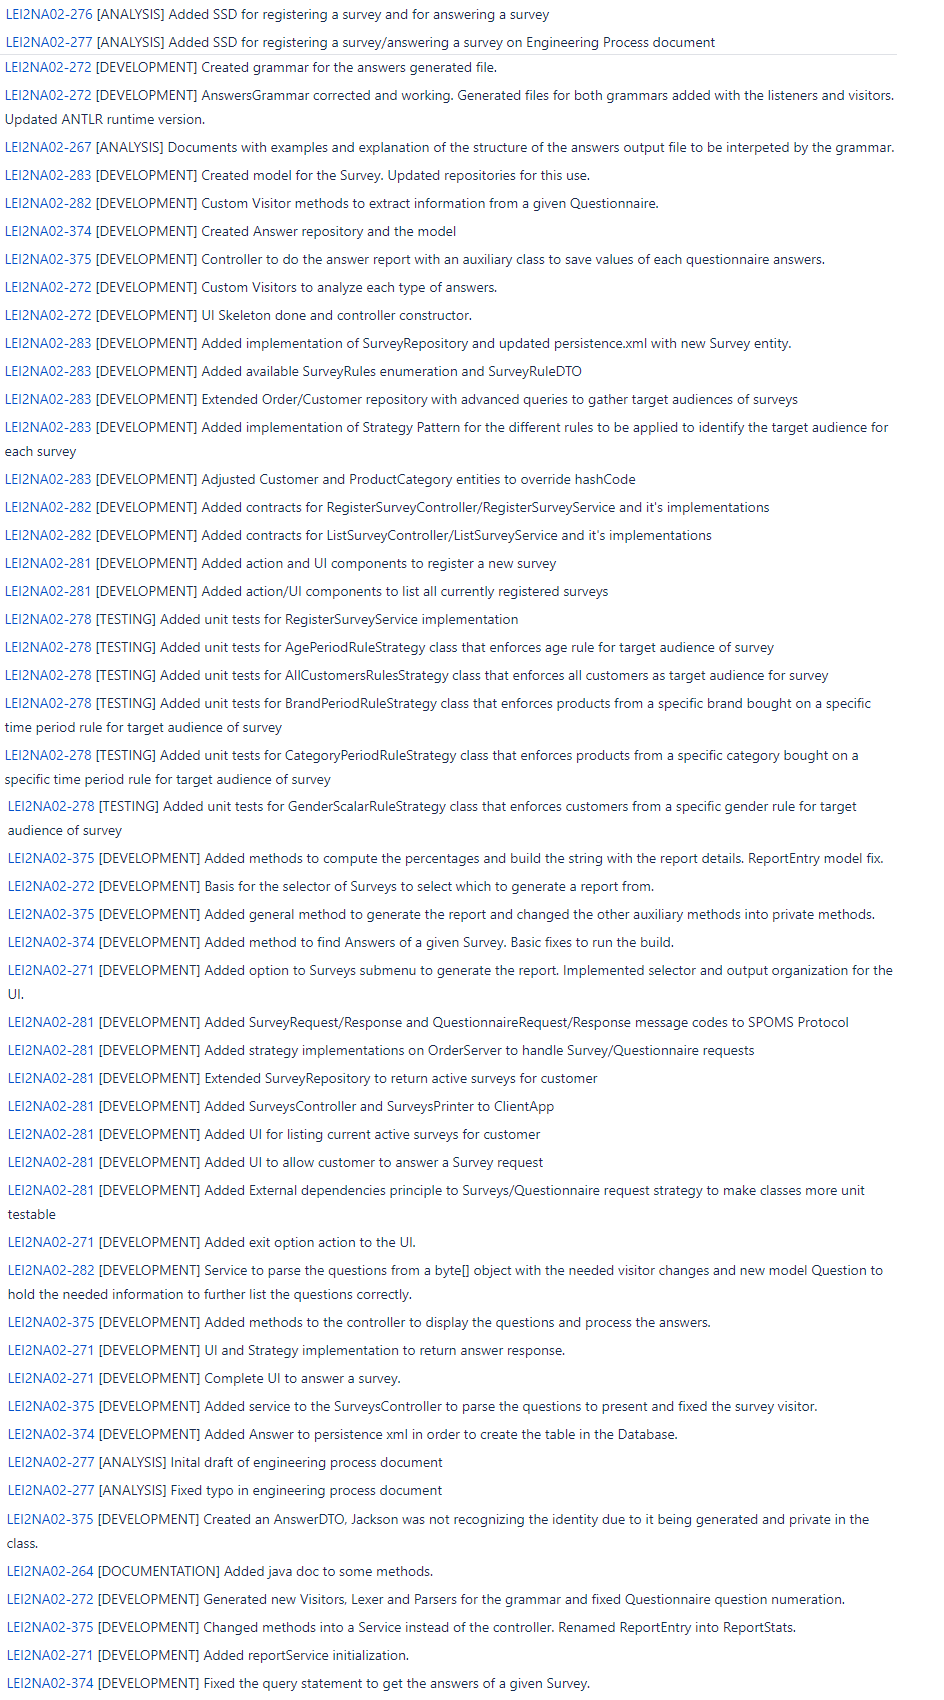 LEI2NA02-276 [ANALYSIS] Added SSD for registering a survey and for answering a survey
LEI2NA02-277 [ANALYSIS] Added SSD for registering a survey/answering a survey on Engineering Process document
LEI2NA02-272 [DEVELOPMENT] Created grammar for the answers generated file.
LEI2NA02-272 [DEVELOPMENT] AnswersGrammar corrected and working. Generated files for both grammars added with the listeners and visitors.
Updated ANTLR runtime version.
LEI2NA02-267 [ANALYSIS] Documents with examples and explanation of the structure of the answers output file to be interpeted by the grammar.
LEI2NA02-283 [DEVELOPMENT] Created model for the Survey. Updated repositories for this use.
LEI2NA02-282 [DEVELOPMENT] Custom Visitor methods to extract information from a given Questionnaire.
LEI2NA02-374 [DEVELOPMENT] Created Answer repository and the model
LEI2NA02-375 [DEVELOPMENT] Controller to do the answer report with an auxiliary class to save values of each questionnaire answers.
LEI2NA02-272 [DEVELOPMENT] Custom Visitors to analyze each type of answers.
LEI2NA02-272 [DEVELOPMENT] UI Skeleton done and controller constructor.
LEI2NA02-283 [DEVELOPMENT] Added implementation of SurveyRepository and updated persistence.xml with new Survey entity.
LEI2NA02-283 [DEVELOPMENT] Added available SurveyRules enumeration and SurveyRuleDTO
LEI2NA02-283 [DEVELOPMENT] Extended Order/Customer repository with advanced queries to gather target audiences of surveys
LEI2NA02-283 [DEVELOPMENT] Added implementation of Strategy Pattern for the different rules to be applied to identify the target audience for
each survey
LEI2NA02-283 [DEVELOPMENT] Adjusted Customer and ProductCategory entities to override hashCode
LEI2NA02-282 [DEVELOPMENT] Added contracts for RegisterSurveyController/RegisterSurveyService and it's implementations
LEI2NA02-282 [DEVELOPMENT] Added contracts for ListSurveyController/ListSurveyService and it's implementations
LEI2NA02-281 [DEVELOPMENT] Added action and UI components to register a new survey
LEI2NA02-281 [DEVELOPMENT] Added action/UI components to list all currently registered surveys
LEI2NA02-278 [TESTING] Added unit tests for RegisterSurveyService implementation
LEI2NA02-278 [TESTING] Added unit tests for AgePeriodRuleStrategy class that enforces age rule for target audience of survey
LEI2NA02-278 [TESTING] Added unit tests for AllCustomersRulesStrategy class that enforces all customers as target audience for survey
LEI2NA02-278 [TESTING] Added unit tests for BrandPeriodRuleStrategy class that enforces products from a specific brand bought on a specific
time period rule for target audience of survey
LEI2NA02-278 [TESTING] Added unit tests for CategoryPeriodRuleStrategy class that enforces products from a specific category bought on a
specific time period rule for target audience of survey
LEI2NA02-278 [TESTING] Added unit tests for GenderScalarRuleStrategy class that enforces customers from a specific gender rule for target
audience of survey
LEI2NA02-375 [DEVELOPMENT] Added methods to compute the percentages and build the string with the report details. ReportEntry model fix.
LEI2NA02-272 [DEVELOPMENT] Basis for the selector of Surveys to select which to generate a report from.
LEI2NA02-375 [DEVELOPMENT] Added general method to generate the report and changed the other auxiliary methods into private methods.
LEI2NA02-374 [DEVELOPMENT] Added method to find Answers of a given Survey. Basic fixes to run the build.
LEI2NA02-271 [DEVELOPMENT] Added option to Surveys submenu to generate the report. Implemented selector and output organization for the
UI.
LEI2NA02-281 [DEVELOPMENT] Added SurveyRequest/Response and QuestionnaireRequest/Response message codes to SPOMS Protocol
LEI2NA02-281 [DEVELOPMENT] Added strategy implementations on OrderServer to handle Survey/Questionnaire requests
LEI2NA02-281 [DEVELOPMENT] Extended SurveyRepository to return active surveys for customer
LEI2NA02-281 [DEVELOPMENT] Added SurveysController and SurveysPrinter to ClientApp
LEI2NA02-281 [DEVELOPMENT] Added UI for listing current active surveys for customer
LEI2NA02-281 [DEVELOPMENT] Added UI to allow customer to answer a Survey request
LEI2NA02-281 [DEVELOPMENT] Added External dependencies principle to Surveys/Questionnaire request strategy to make classes more unit
testable
LEI2NA02-271 [DEVELOPMENT] Added exit option action to the UI.
LEI2NA02-282 [DEVELOPMENT] Service to parse the questions from a byte[] object with the needed visitor changes and new model Question to
hold the needed information to further list the questions correctly.
LEI2NA02-375 [DEVELOPMENT] Added methods to the controller to display the questions and process the answers.
LEI2NA02-271 [DEVELOPMENT] UI and Strategy implementation to return answer response.
LEI2NA02-271 [DEVELOPMENT] Complete UI to answer a survey.
LEI2NA02-375 [DEVELOPMENT] Added service to the SurveysController to parse the questions to present and fixed the survey visitor.
LEI2NA02-374 [DEVELOPMENT] Added Answer to persistence xml in order to create the table in the Database.
LEI2NA02-277 [ANALYSIS] Inital draft of engineering process document
LEI2NA02-277 [ANALYSIS] Fixed typo in engineering process document
LEI2NA02-375 [DEVELOPMENT] Created an AnswerDTO, Jackson was not recognizing the identity due to it being generated and private in the
class.
LEI2NA02-264 [DOCUMENTATION] Added java doc to some methods.
LEI2NA02-272 [DEVELOPMENT] Generated new Visitors, Lexer and Parsers for the grammar and fixed Questionnaire question numeration.
LEI2NA02-375 [DEVELOPMENT] Changed methods into a Service instead of the controller. Renamed ReportEntry into ReportStats.
LEI2NA02-271 [DEVELOPMENT] Added reportService initialization.
LEI2NA02-374 [DEVELOPMENT] Fixed the query statement to get the answers of a given Survey.